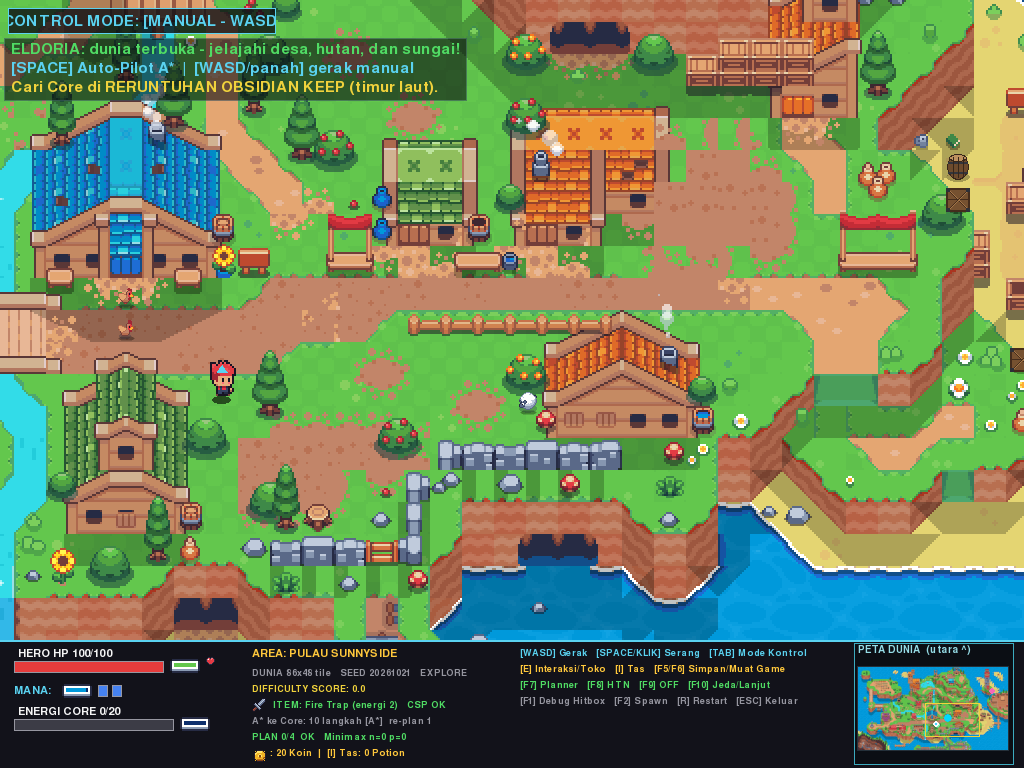 CONTROL MODE: [MANUAL - WASD
ELDORIA: dunia terbuka - jelajahi desa, hutan, dan sungai!
[SPACE] Auto-Pilot A* | [WASD/panah] gerak manual
Cari Core di RERUNTUHAN OBSIDIAN KEEP (timur laut).
HERO HP 100/100
MANA:
ENERGI CORE 0/20
AREA: PULAU SUNNYSIDE
DUNIA 86x48 tile SEED 20261021 EXPLORE
DIFFICULTY SCORE: 0.0
ITEM: Fire Trap (energi 2) CSP OK
A* ke Core: 10 langkah [A*] re-plan 1
PLAN 0/4 OK Minimax n=0 p=0
: 20 Koin | [I] Tas: 0 Potion
[WASD] Gerak [SPACE/KLIK] Serang [TAB] Mode Kontrol
[E] Interaksi/Toko [I] Tas [F5/F6] Simpan/Muat Game
[F7] Planner [F8] HTN [F9] OFF [F10] Jeda/Lanjut
[F1] Debug Hitbox [F2] Spawn [R] Restart [ESC] Keluar
PETA DUNIA (utara ^)